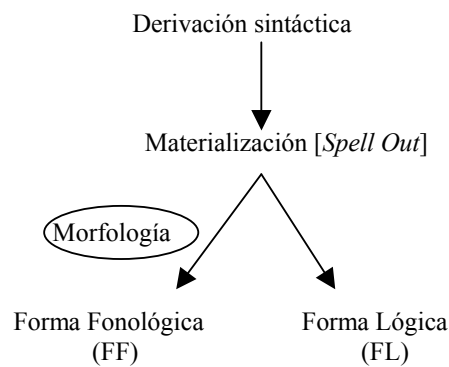 Derivación sintáctica
Materialización [Spell Out]
Morfología
Forma Fonológica
(FF)
Forma Lógica
(FL)